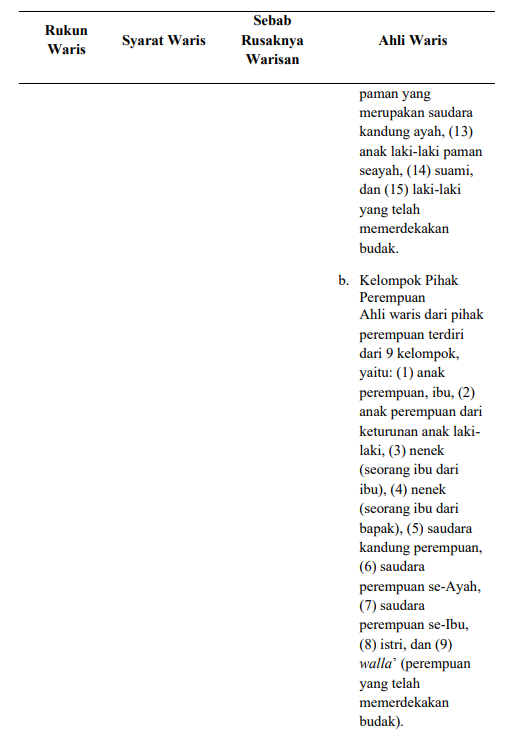 Rukun
Waris
Syarat Waris
Sebab
Rusaknya
Warisan
Ahli Waris
paman yang
merupakan saudara
kandung ayah, (13)
anak laki-laki paman
seayah, (14) suami,
dan (15) laki-laki
yang telah
memerdekakan
budak.
b. Kelompok Pihak
Perempuan
Ahli waris dari pihak
perempuan terdiri
dari 9 kelompok,
yaitu: (1) anak
perempuan, ibu, (2)
anak perempuan dari
keturunan anak laki-
laki, (3) nenek
(seorang ibu dari
ibu), (4) nenek
(seorang ibu dari
bapak), (5) saudara
kandung perempuan,
(6) saudara
perempuan se-Ayah,
(7) saudara
perempuan se-Ibu,
(8) istri, dan (9)
walla’ (perempuan
yang telah
memerdekakan
budak).